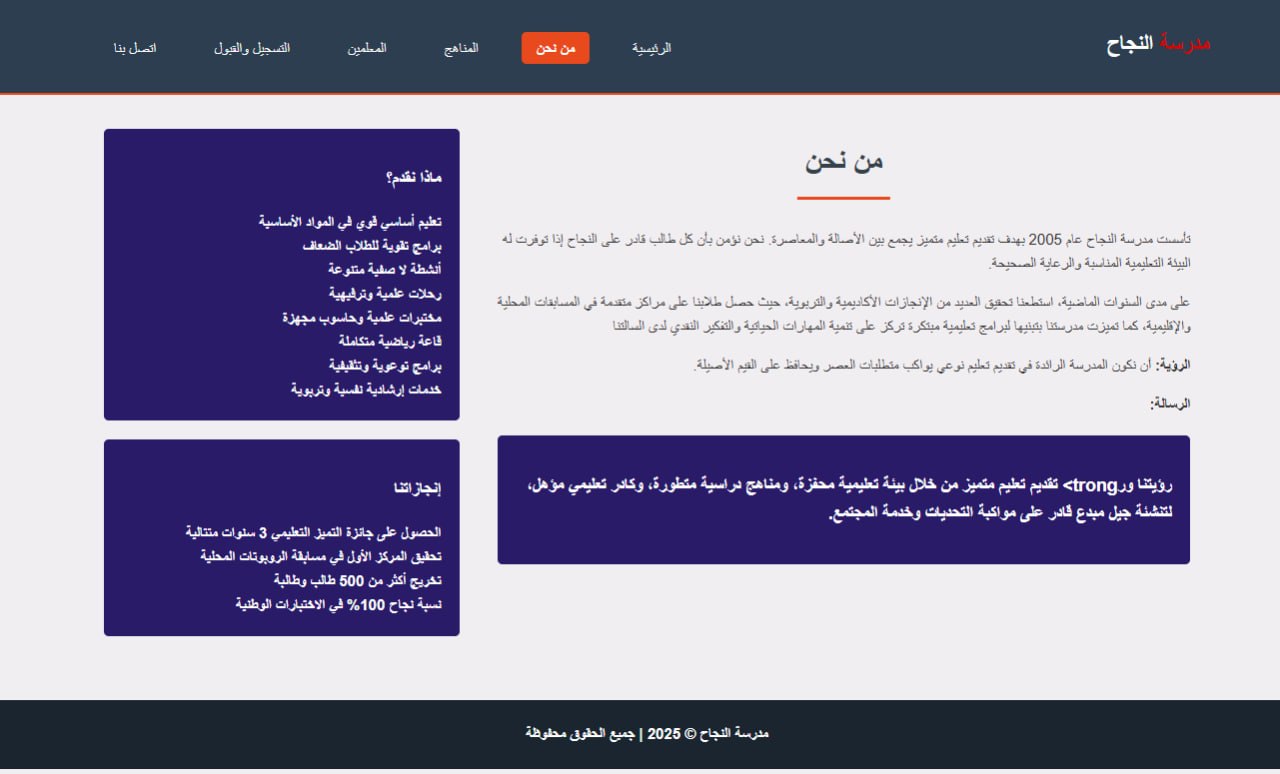 مدرسة النجاح
الرئيسية
من نحن
المناهج
المعلمين
التسجيل والقبول
اتصل بنا
من نحن
تأسست مدرسة النجاح عام 2005 بهدف تقديم تعليم متميز يجمع بين الأصالة والمعاصرة. نحن نؤمن بأن كل طالب قادر على النجاح إذا توفرت له
البيئة التعليمية المناسبة والرعاية الصحيحة.
على مدى السنوات الماضية، استطعنا تحقيق العديد من الإنجازات الأكاديمية والتربوية، حيث حصل طلابنا على مراكز متقدمة في المسابقات المحلية
والإقليمية، كما تميزت مدرستنا بتبنيها لبرامج تعليمية مبتكرة تركز على تنمية المهارات الحياتية والتفكير النقدي لدى السالتنا
الرؤية: أن نكون المدرسة الرائدة في تقديم تعليم نوعي يواكب متطلبات العصر ويحافظ على القيم الأصيلة.
الرسالة:
رؤيتنا ورtrong> تقديم تعليم متميز من خلال بيئة تعليمية محفزة، ومناهج دراسية متطورة، وكادر تعليمي مؤهل،
لتنشئة جيل مبدع قادر على مواكبة التحديات وخدمة المجتمع.
ماذا نقدم؟
تعليم أساسي قوي في المواد الأساسية
برامج تقوية للطلاب الضعاف
أنشطة لا صفية متنوعة
رحلات علمية وترفيهية
مختبرات علمية وحاسوب مجهزة
قاعة رياضية متكاملة
برامج توعوية وتثقيفية
خدمات إرشادية نفسية وتربوية
إنجازاتنا
الحصول على جائزة التميز التعليمي 3 سنوات متتالية
تحقيق المركز الأول في مسابقة الروبوتات المحلية
تخريج أكثر من 500 طالب وطالبة
نسبة نجاح 100% في الاختبارات الوطنية
مدرسة النجاح © 2025 | جميع الحقوق محفوظة